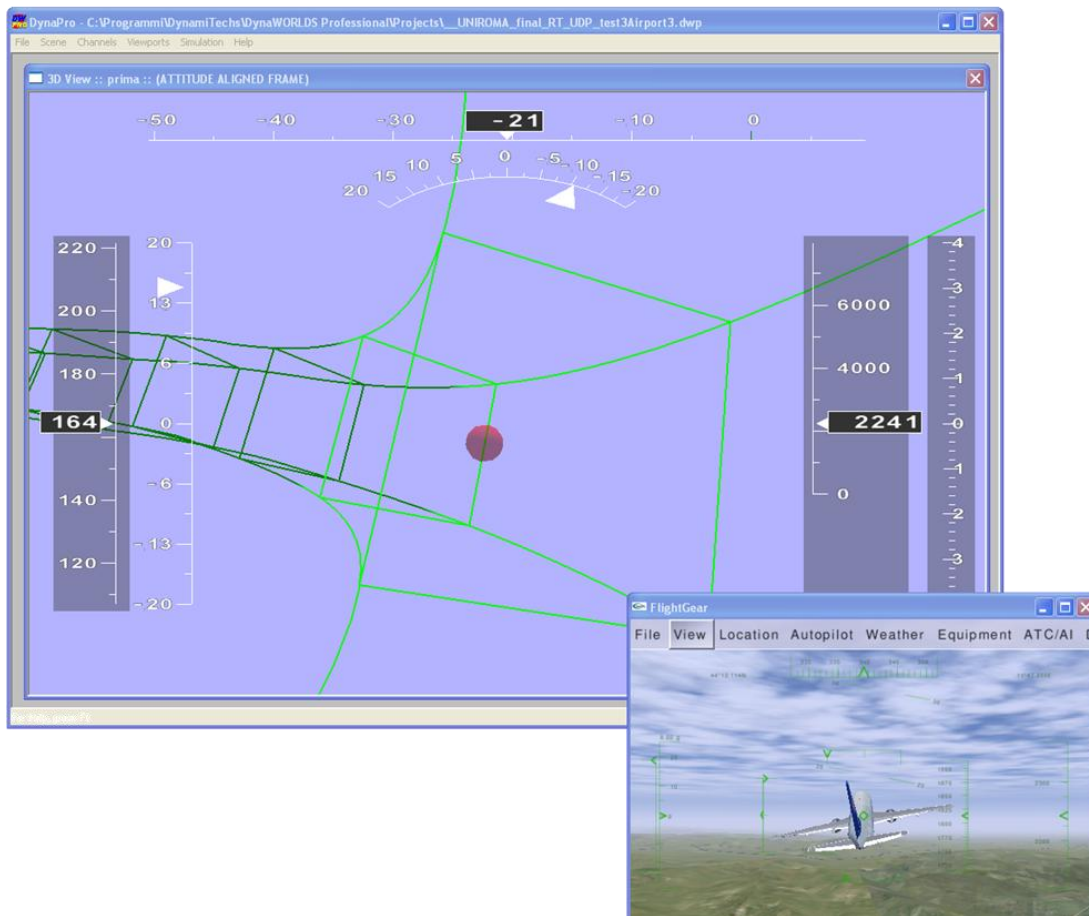 DynaPro - C:\Programmi\DynamiTechs\DynaWORLDS Professional\Projects\__UNIROMA_final_RT_UDP_test3Airport3.dwp
File Scene Channels Viewports Simulation Help
3D View :: prima :: (ATTITUDE ALIGNED FRAME)
-50 -40 -30 -21 -10 0
20 15 10 5 0 -5 -10 -15 -20
220 20 4
13 6000 3
200 2
6 4000
180 1
164 0 2241 0
-6 1
140 0 2
-13
120 3
-20
FlightGear
File View Location Autopilot Weather Equipment ATC/AI